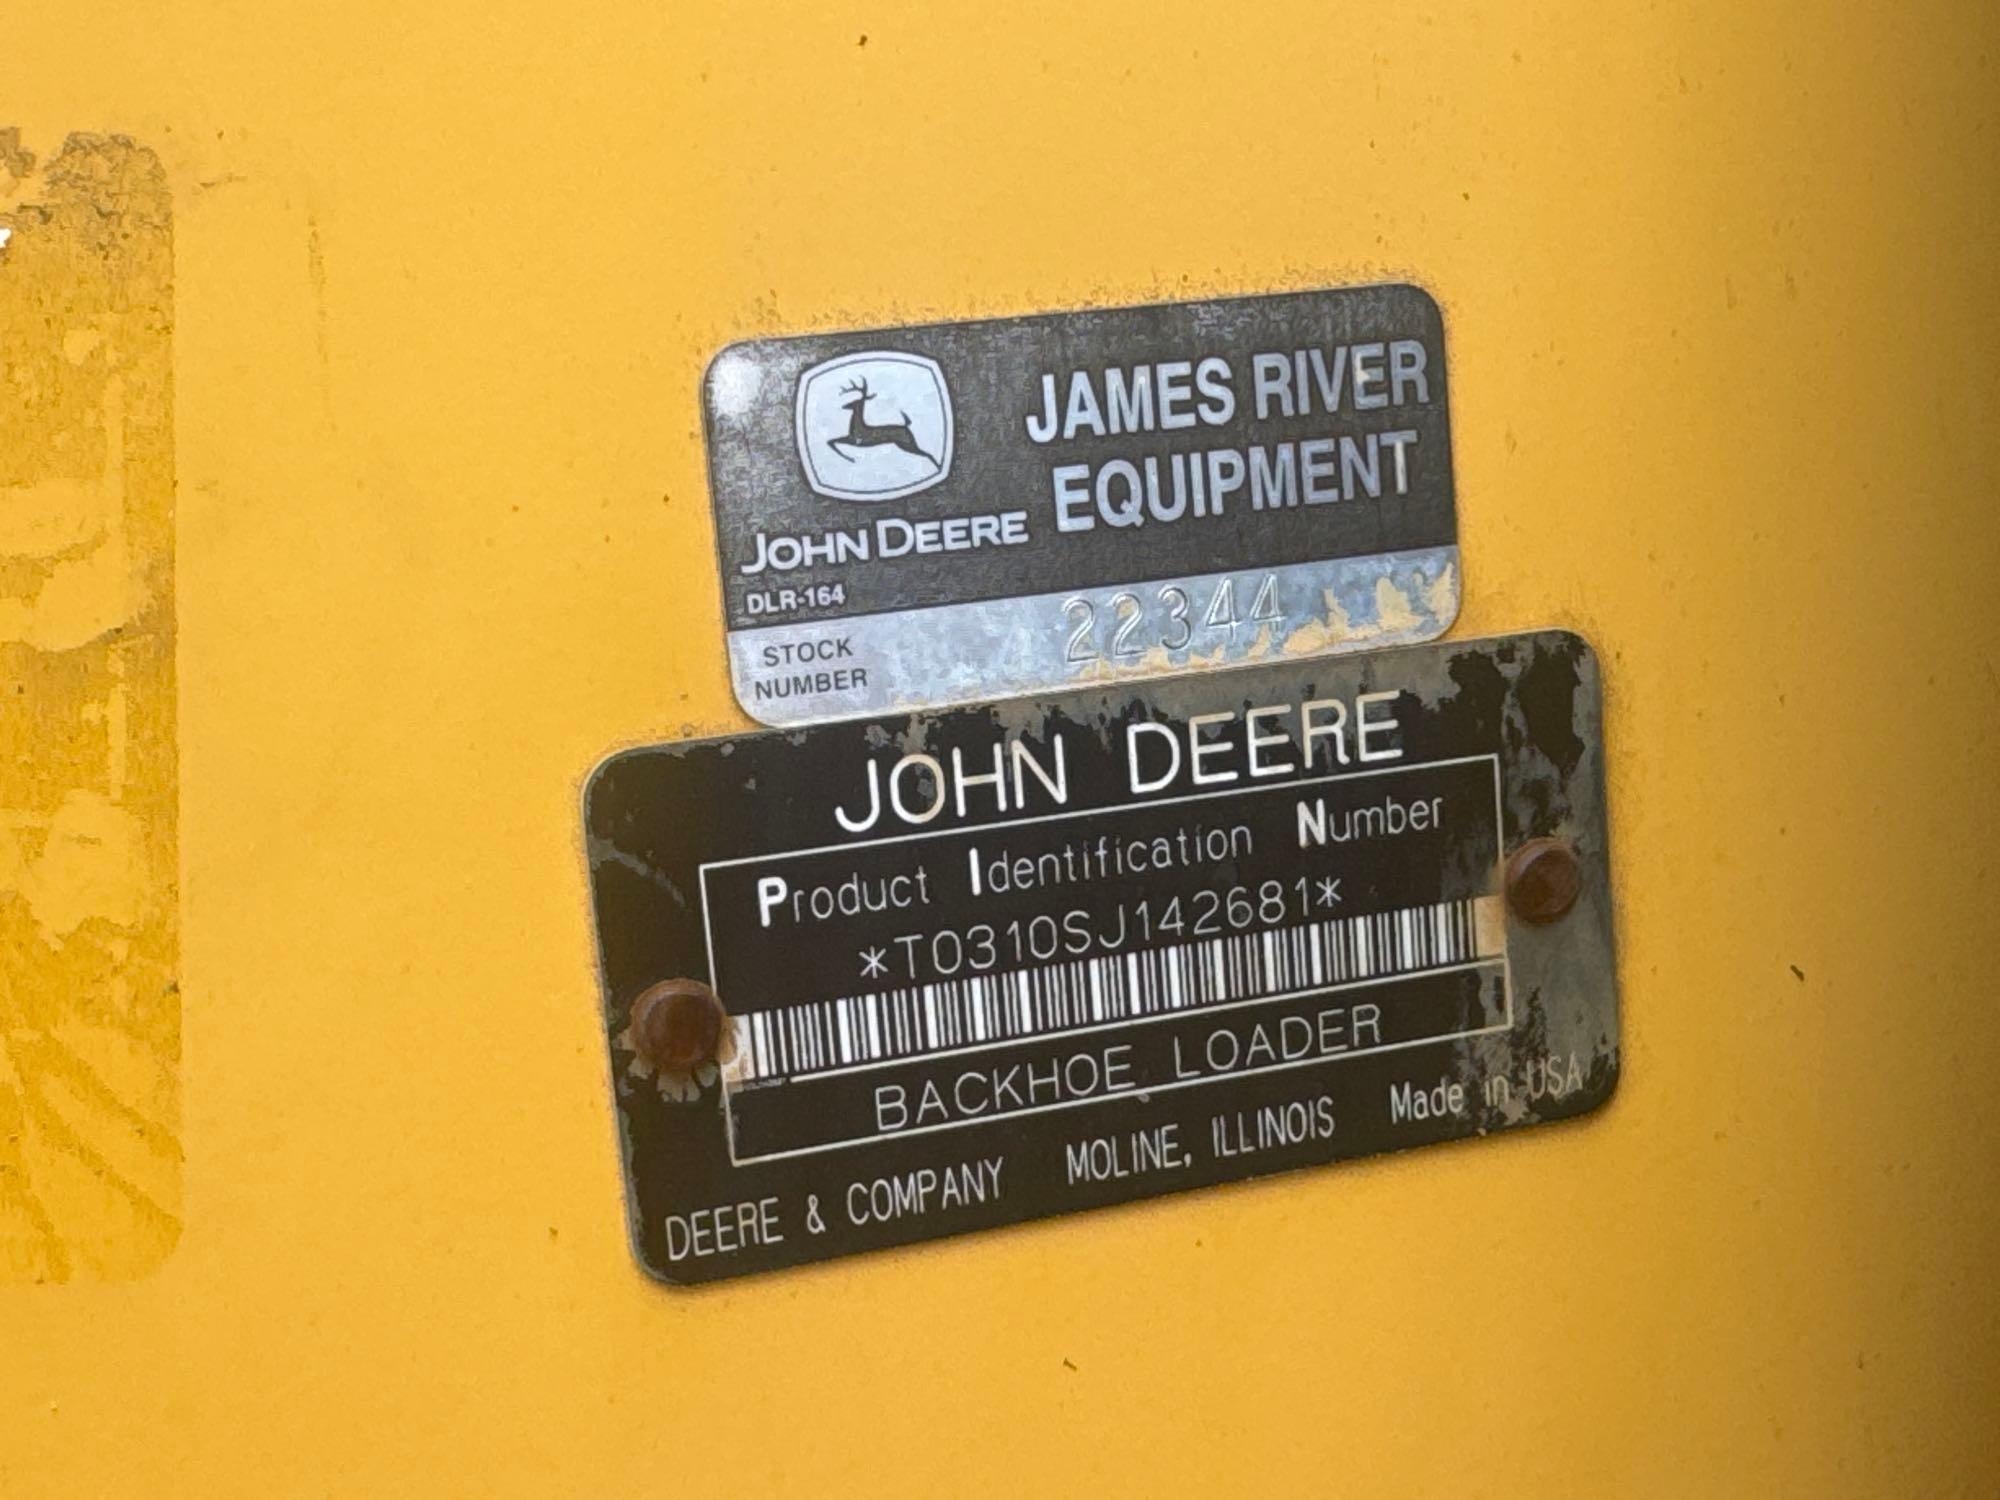 JAMES RIVER
EQUIPMENT
JOHN DEERE
DLR-164
STOCK
NUMBER
22344
JOHN DEERE
Product Identification Number
*T0310SJ142681*
BACKHOE LOADER
DEERE & COMPANY MOLINE, ILLINOIS Made in USA